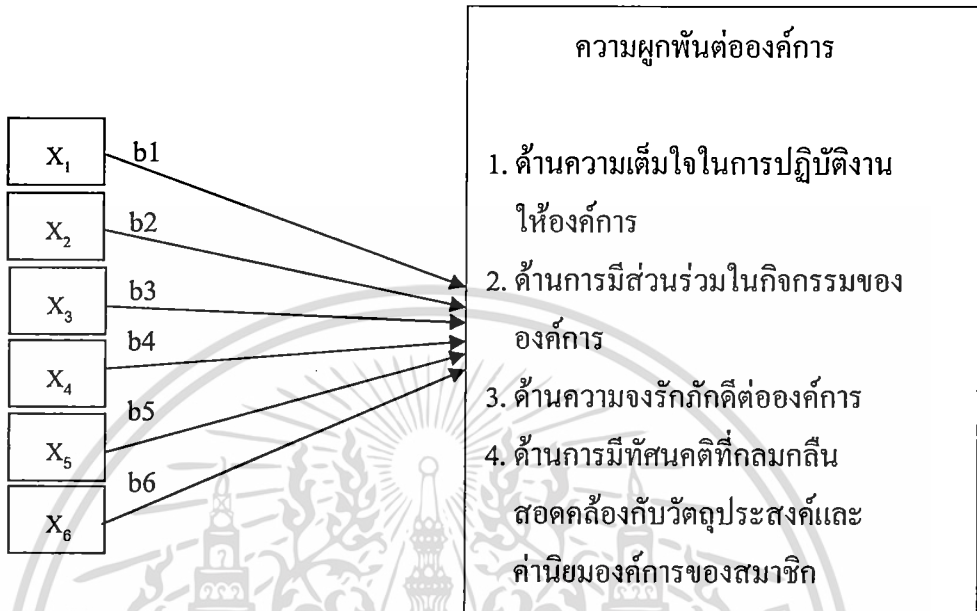 ความผูกพันต่อองค์การ
X₁ b1
X₂ b2
X₃ b3
X₄ b4
X₅ b5
X₆ b6
1. ด้านความเต็มใจในการปฏิบัติงาน
ให้องค์การ
2. ด้านการมีส่วนร่วมในกิจกรรมของ
องค์การ
3. ด้านความจงรักภักดีต่อองค์การ
4. ด้านการมีทัศนคติที่กลมกลืน
สอดคล้องกับวัตถุประสงค์และ
ค่านิยมองค์การของสมาชิก